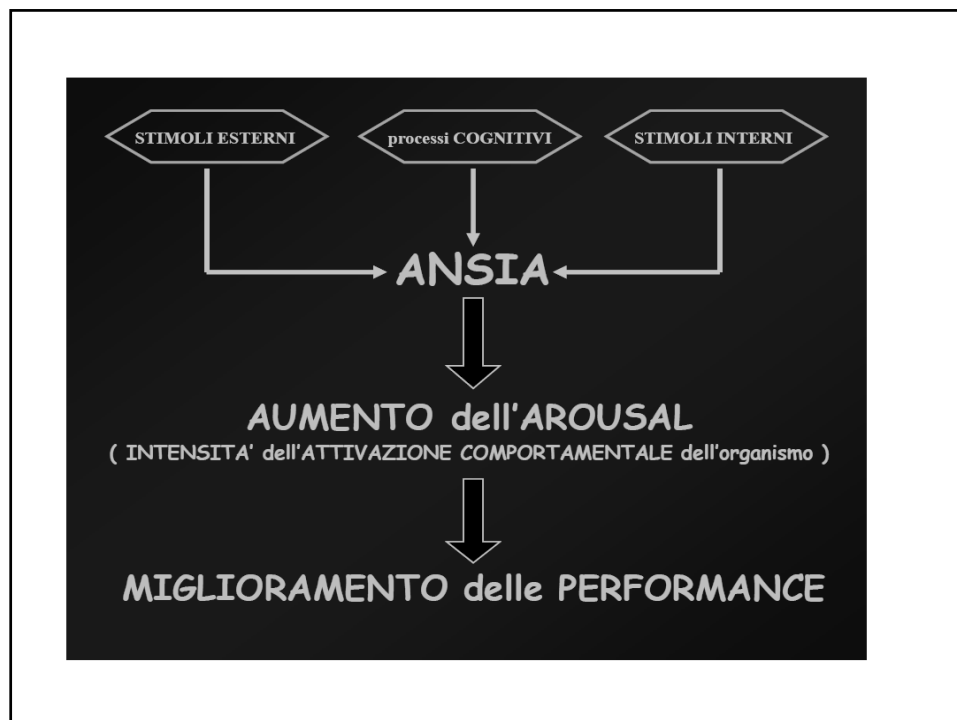 STIMOLI ESTERNI
processi COGNITIVI
STIMOLI INTERNI
ANSIA
AUMENTO dell'AROUSAL
( INTENSITA' dell'ATTIVAZIONE COMPORTAMENTALE dell'organismo )
MIGLIORAMENTO delle PERFORMANCE